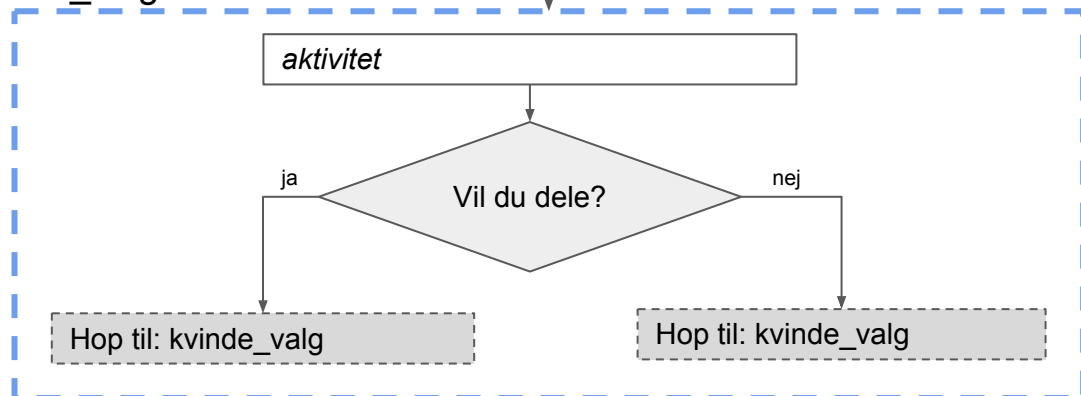 aktivitet
Vil du dele?
ja
nej
Hop til: kvinde_valg
Hop til: kvinde_valg